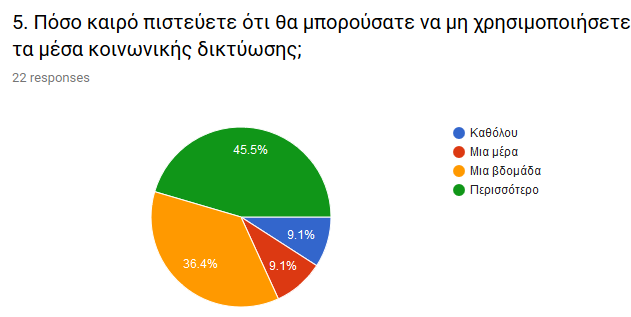 5. Πόσο καιρό πιστεύετε ότι θα μπορούσατε να μη χρησιμοποιήσετε
τα μέσα κοινωνικής δικτύωσης;
22 responses
45.5%
9.1%
9.1%
36.4%
Καθόλου
Μια μέρα
Μια βδομάδα
Περισσότερο